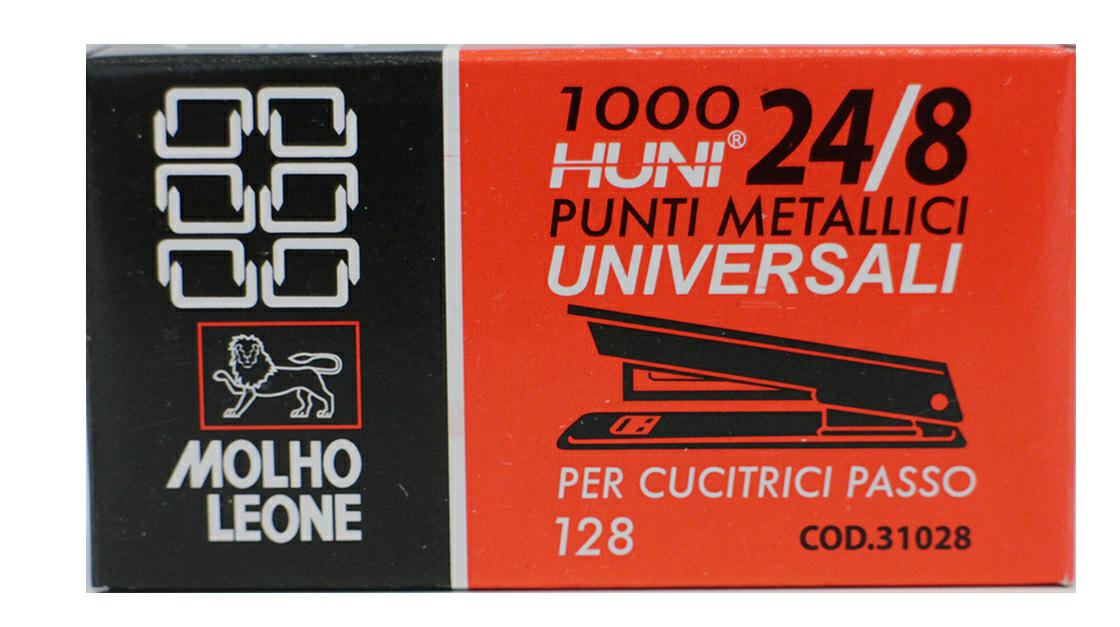 MOLHO
LEONE
1000
HUNI® 24/8
PUNTI METALLICI
UNIVERSALI
PER CUCITRICI PASSO
128
COD.31028